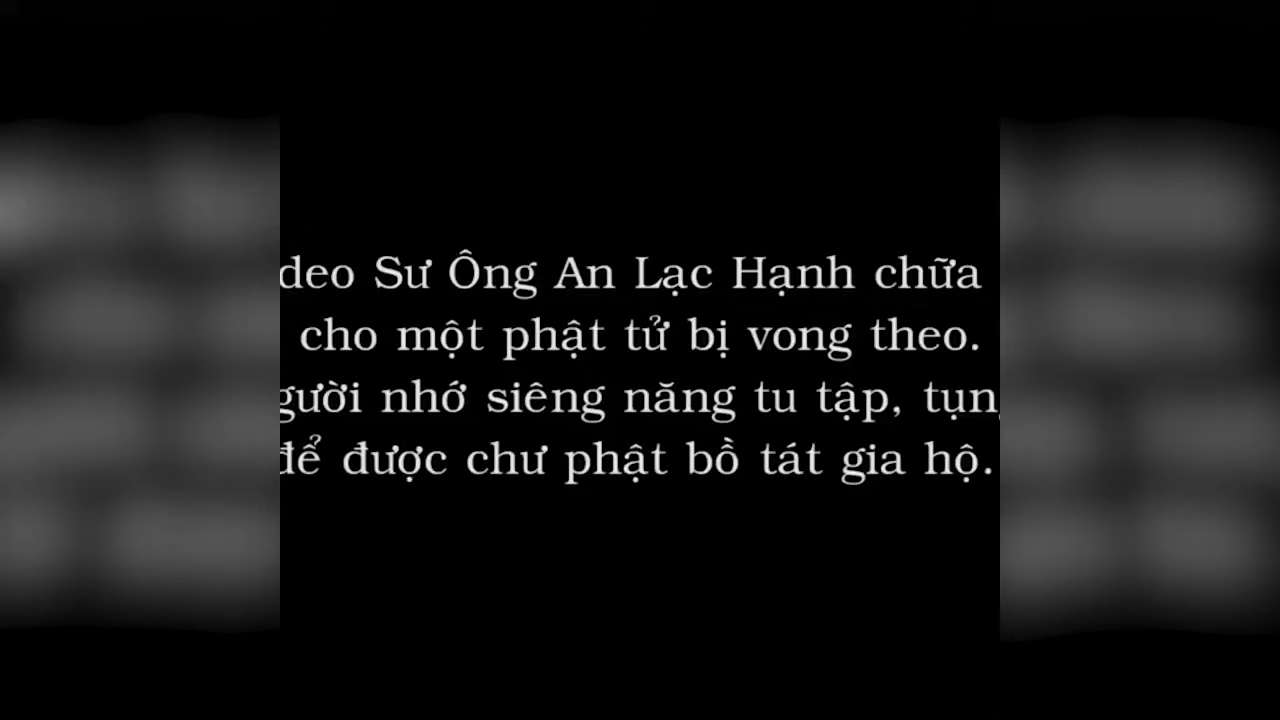 deo Sư Ông An Lạc Hạnh chữa
cho một phật tử bị vong theo.
gười nhớ siêng năng tu tập, tụng
để được chư phật bồ tát gia hộ.